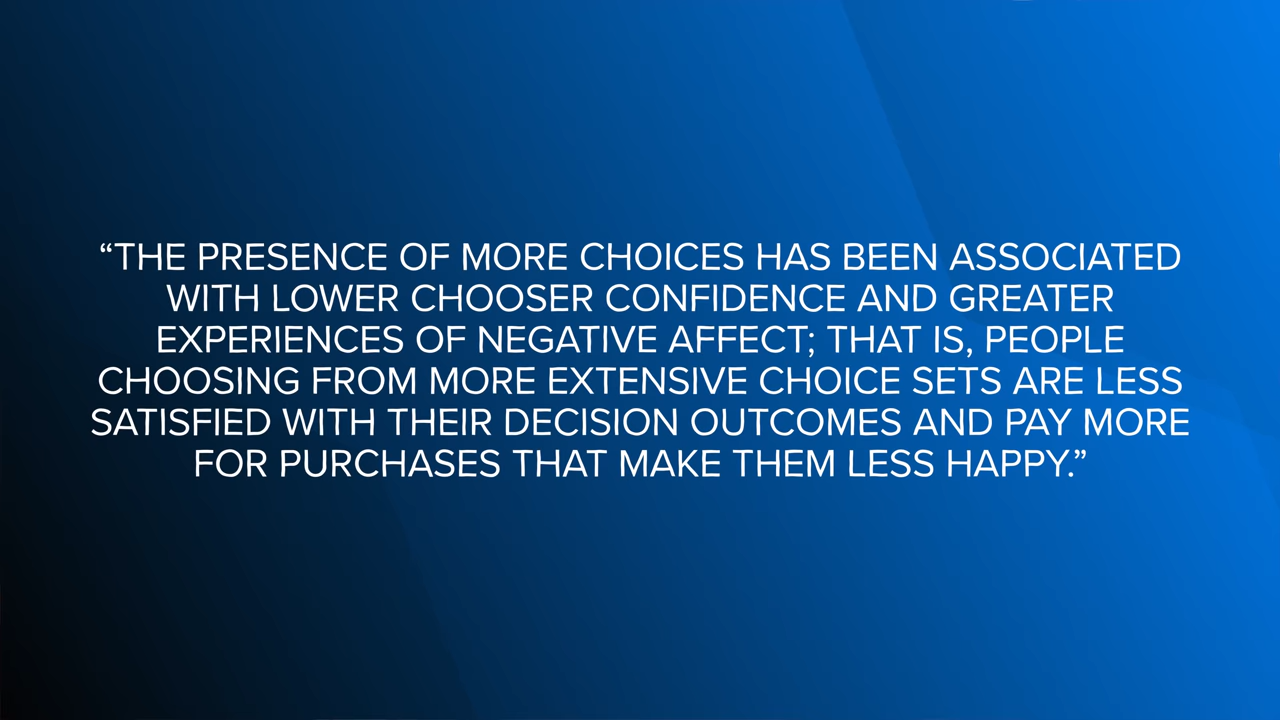 “THE PRESENCE OF MORE CHOICES HAS BEEN ASSOCIATED
WITH LOWER CHOOSER CONFIDENCE AND GREATER
EXPERIENCES OF NEGATIVE AFFECT; THAT IS, PEOPLE
CHOOSING FROM MORE EXTENSIVE CHOICE SETS ARE LESS
SATISFIED WITH THEIR DECISION OUTCOMES AND PAY MORE
FOR PURCHASES THAT MAKE THEM LESS HAPPY.”